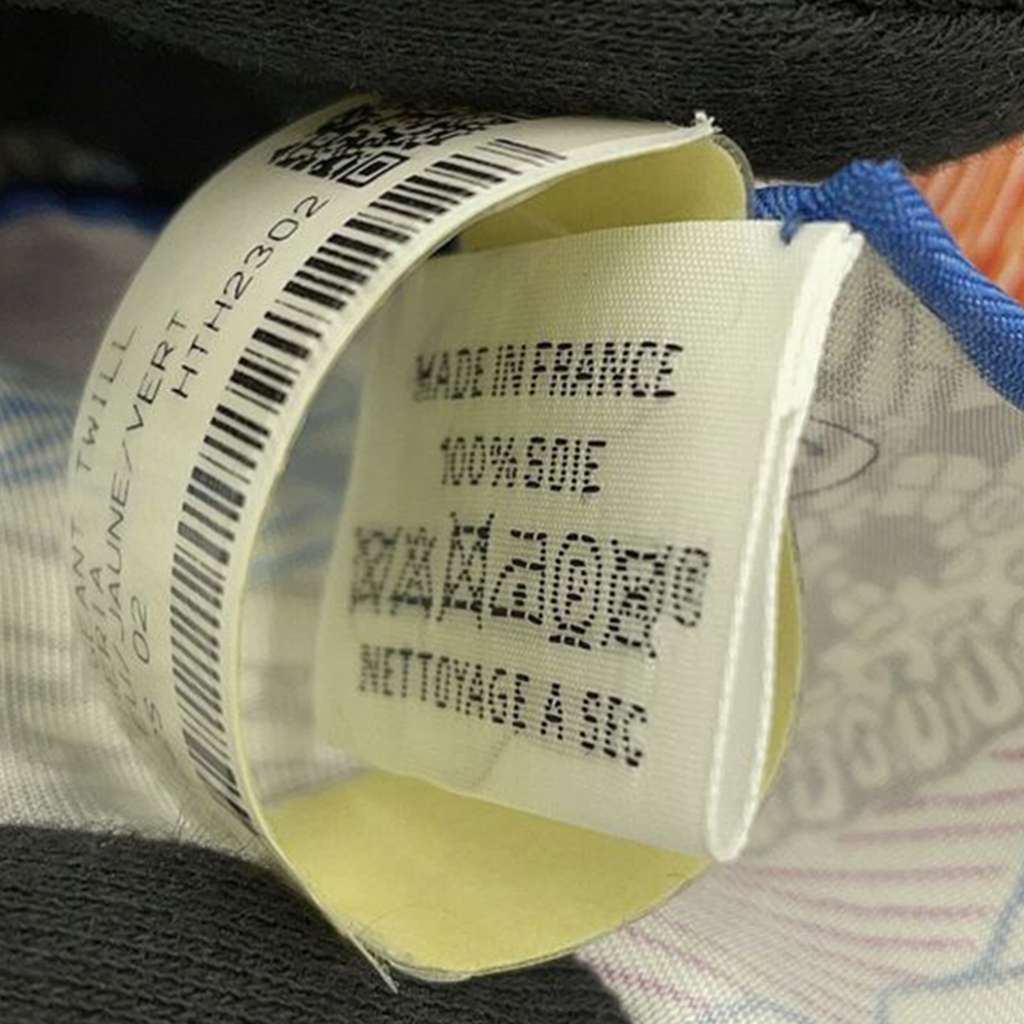 TWILL
/JAUNE/VERT
HTH2302
02
MADE IN FRANCE
100% SOIE
NETTOYAGE A SEC